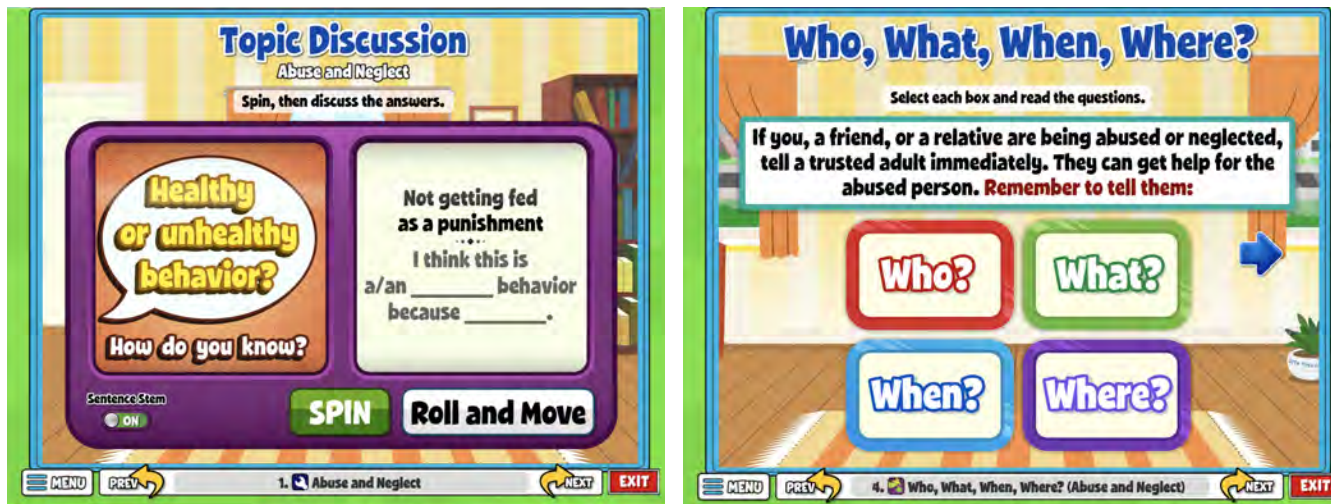 Topic Discussion
Abuse and Neglect
Spin, then discuss the answers.
Healthy
or unhealthy
behavior?
How do you know?
Not getting fed
as a punishment
I think this is
a/an ________ behavior
because ________.
Sentence Stem
ON
SPIN
Roll and Move
MENU
PREV
1. Abuse and Neglect
NEXT
EXIT
Who, What, When, Where?
Select each box and read the questions.
If you, a friend, or a relative are being abused or neglected,
tell a trusted adult immediately. They can get help for the
abused person. Remember to tell them:
Who?
What?
When?
Where?
MENU
PREV
4. Who, What, When, Where? (Abuse and Neglect)
NEXT
EXIT